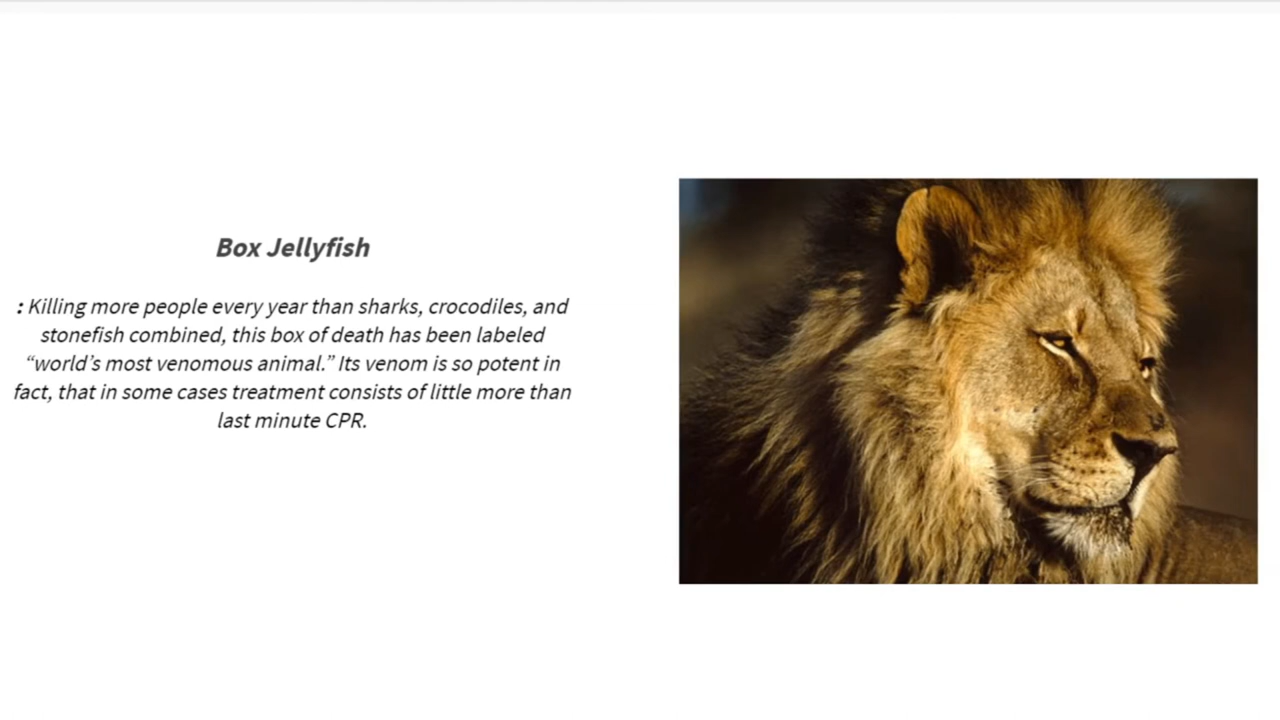 Box Jellyfish
: Killing more people every year than sharks, crocodiles, and
stonefish combined, this box of death has been labeled
“world’s most venomous animal.” Its venom is so potent in
fact, that in some cases treatment consists of little more than
last minute CPR.